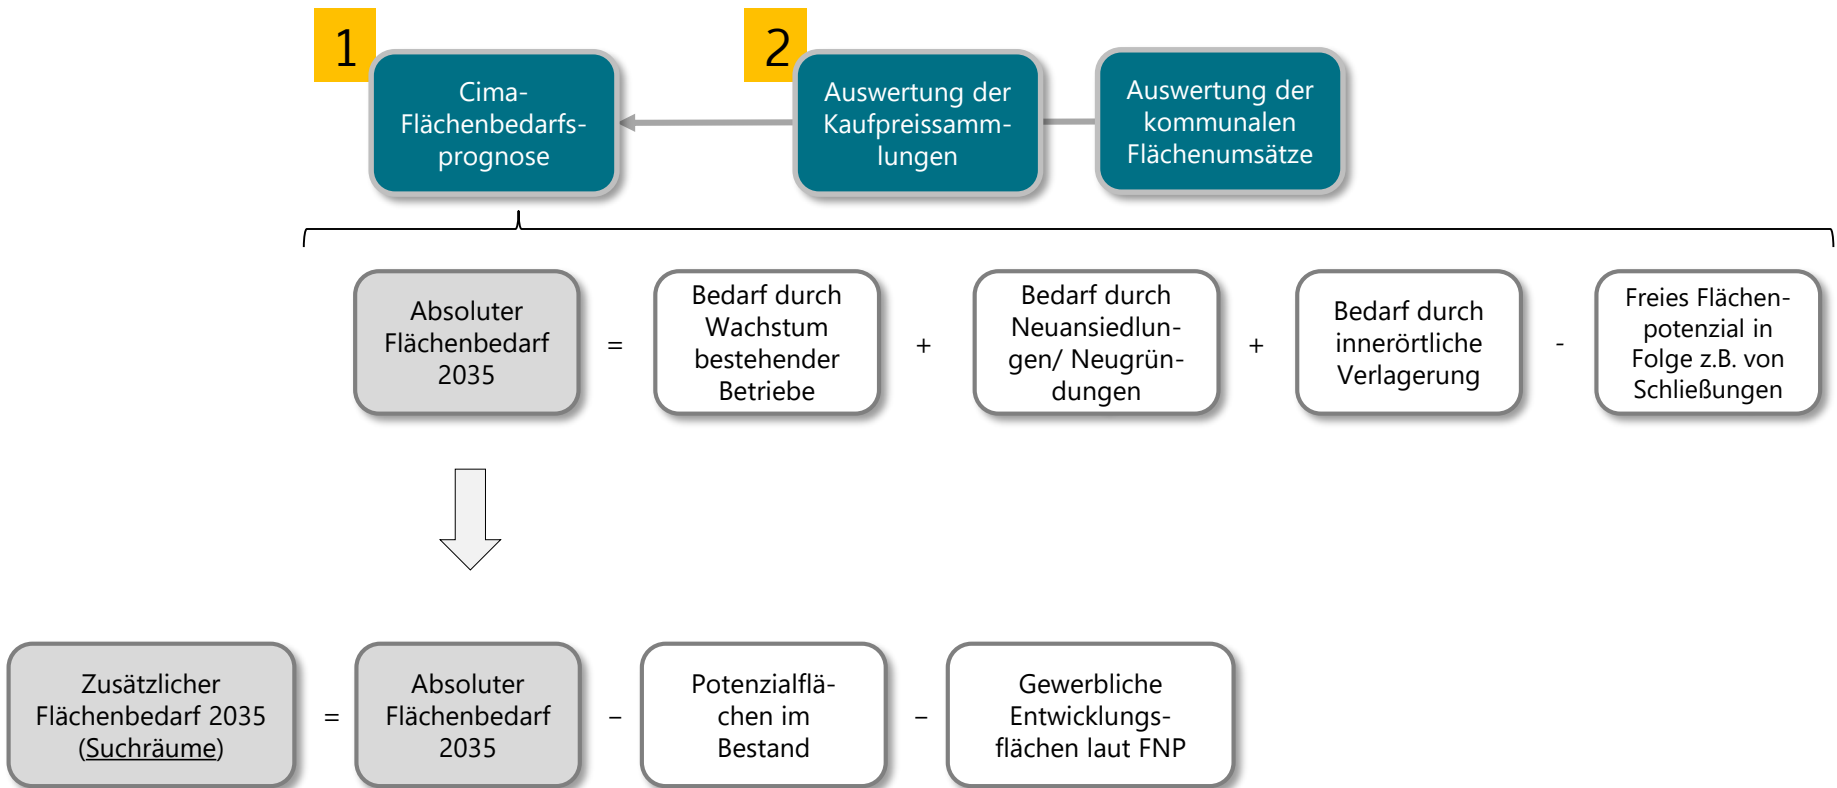 1
Cima-
Flächenbedarfs-
prognose
2
Auswertung der
Kaufpreissamm-
lungen
Auswertung der
kommunalen
Flächenumsätze
Absoluter
Flächenbedarf
2035
=
Bedarf durch
Wachstum
bestehender
Betriebe
+
Bedarf durch
Neuansiedlun-
gen/ Neugrün-
dungen
+
Bedarf durch
innerörtliche
Verlagerung
-
Freies Flächen-
potenzial in
Folge z.B. von
Schließungen
Zusätzlicher
Flächenbedarf 2035
(Suchräume)
=
Absoluter
Flächenbedarf
2035
–
Potenzialflä-
chen im
Bestand
–
Gewerbliche
Entwicklungs-
flächen laut FNP